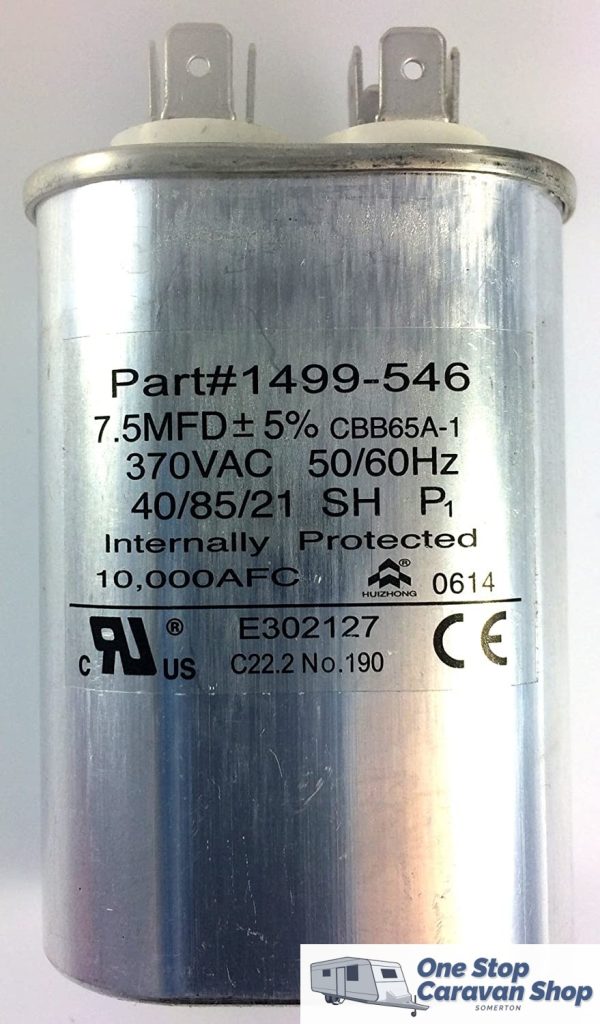 Part#1499-546
7.5MFD±5% CBB65A-1
370VAC 50/60Hz
40/85/21 SH P₁
Internally Protected
10,000AFC HUIZHONG ® 0614
C RU ® US E302127 CE
C22.2 No.190
One Stop
Caravan Shop
SOMERTON